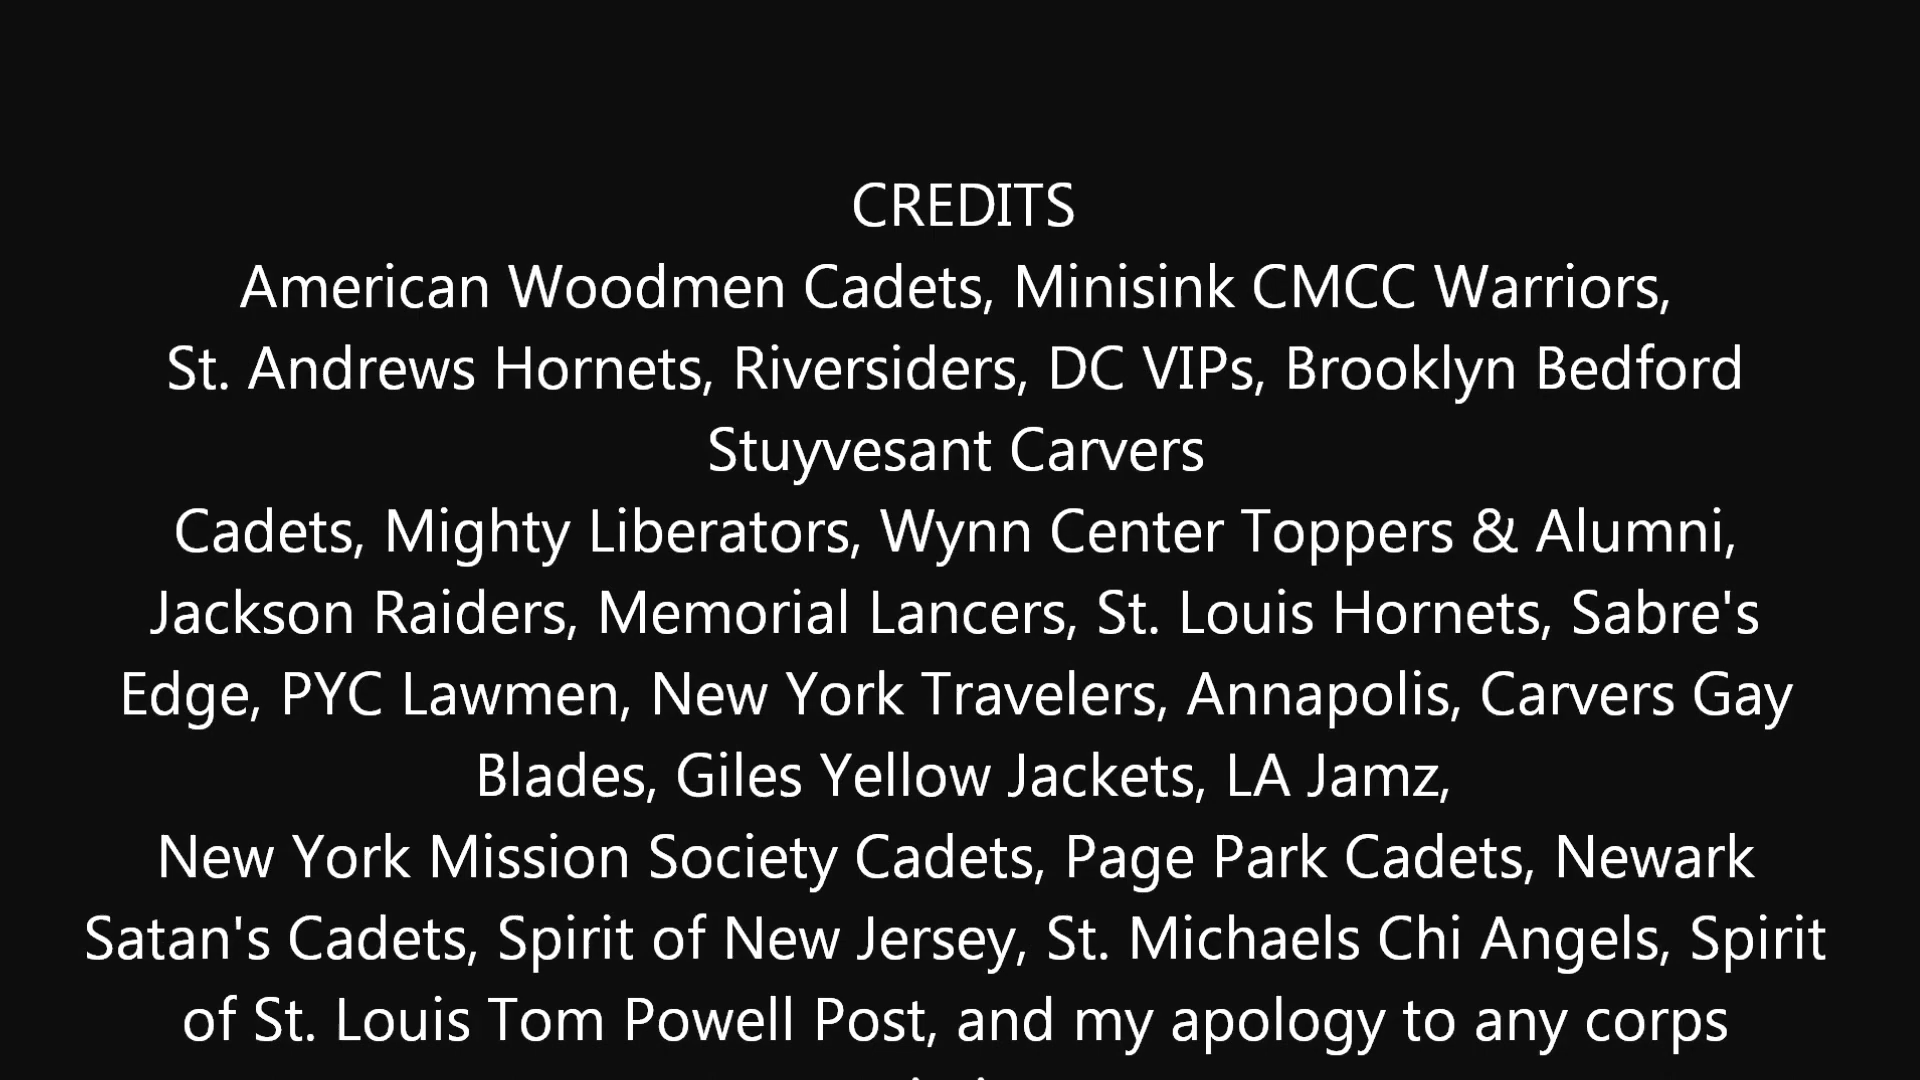 CREDITS
American Woodmen Cadets, Minisink CMCC Warriors,
St. Andrews Hornets, Riversiders, DC VIPs, Brooklyn Bedford
Stuyvesant Carvers
Cadets, Mighty Liberators, Wynn Center Toppers & Alumni,
Jackson Raiders, Memorial Lancers, St. Louis Hornets, Sabre's
Edge, PYC Lawmen, New York Travelers, Annapolis, Carvers Gay
Blades, Giles Yellow Jackets, LA Jamz,
New York Mission Society Cadets, Page Park Cadets, Newark
Satan's Cadets, Spirit of New Jersey, St. Michaels Chi Angels, Spirit
of St. Louis Tom Powell Post, and my apology to any corps